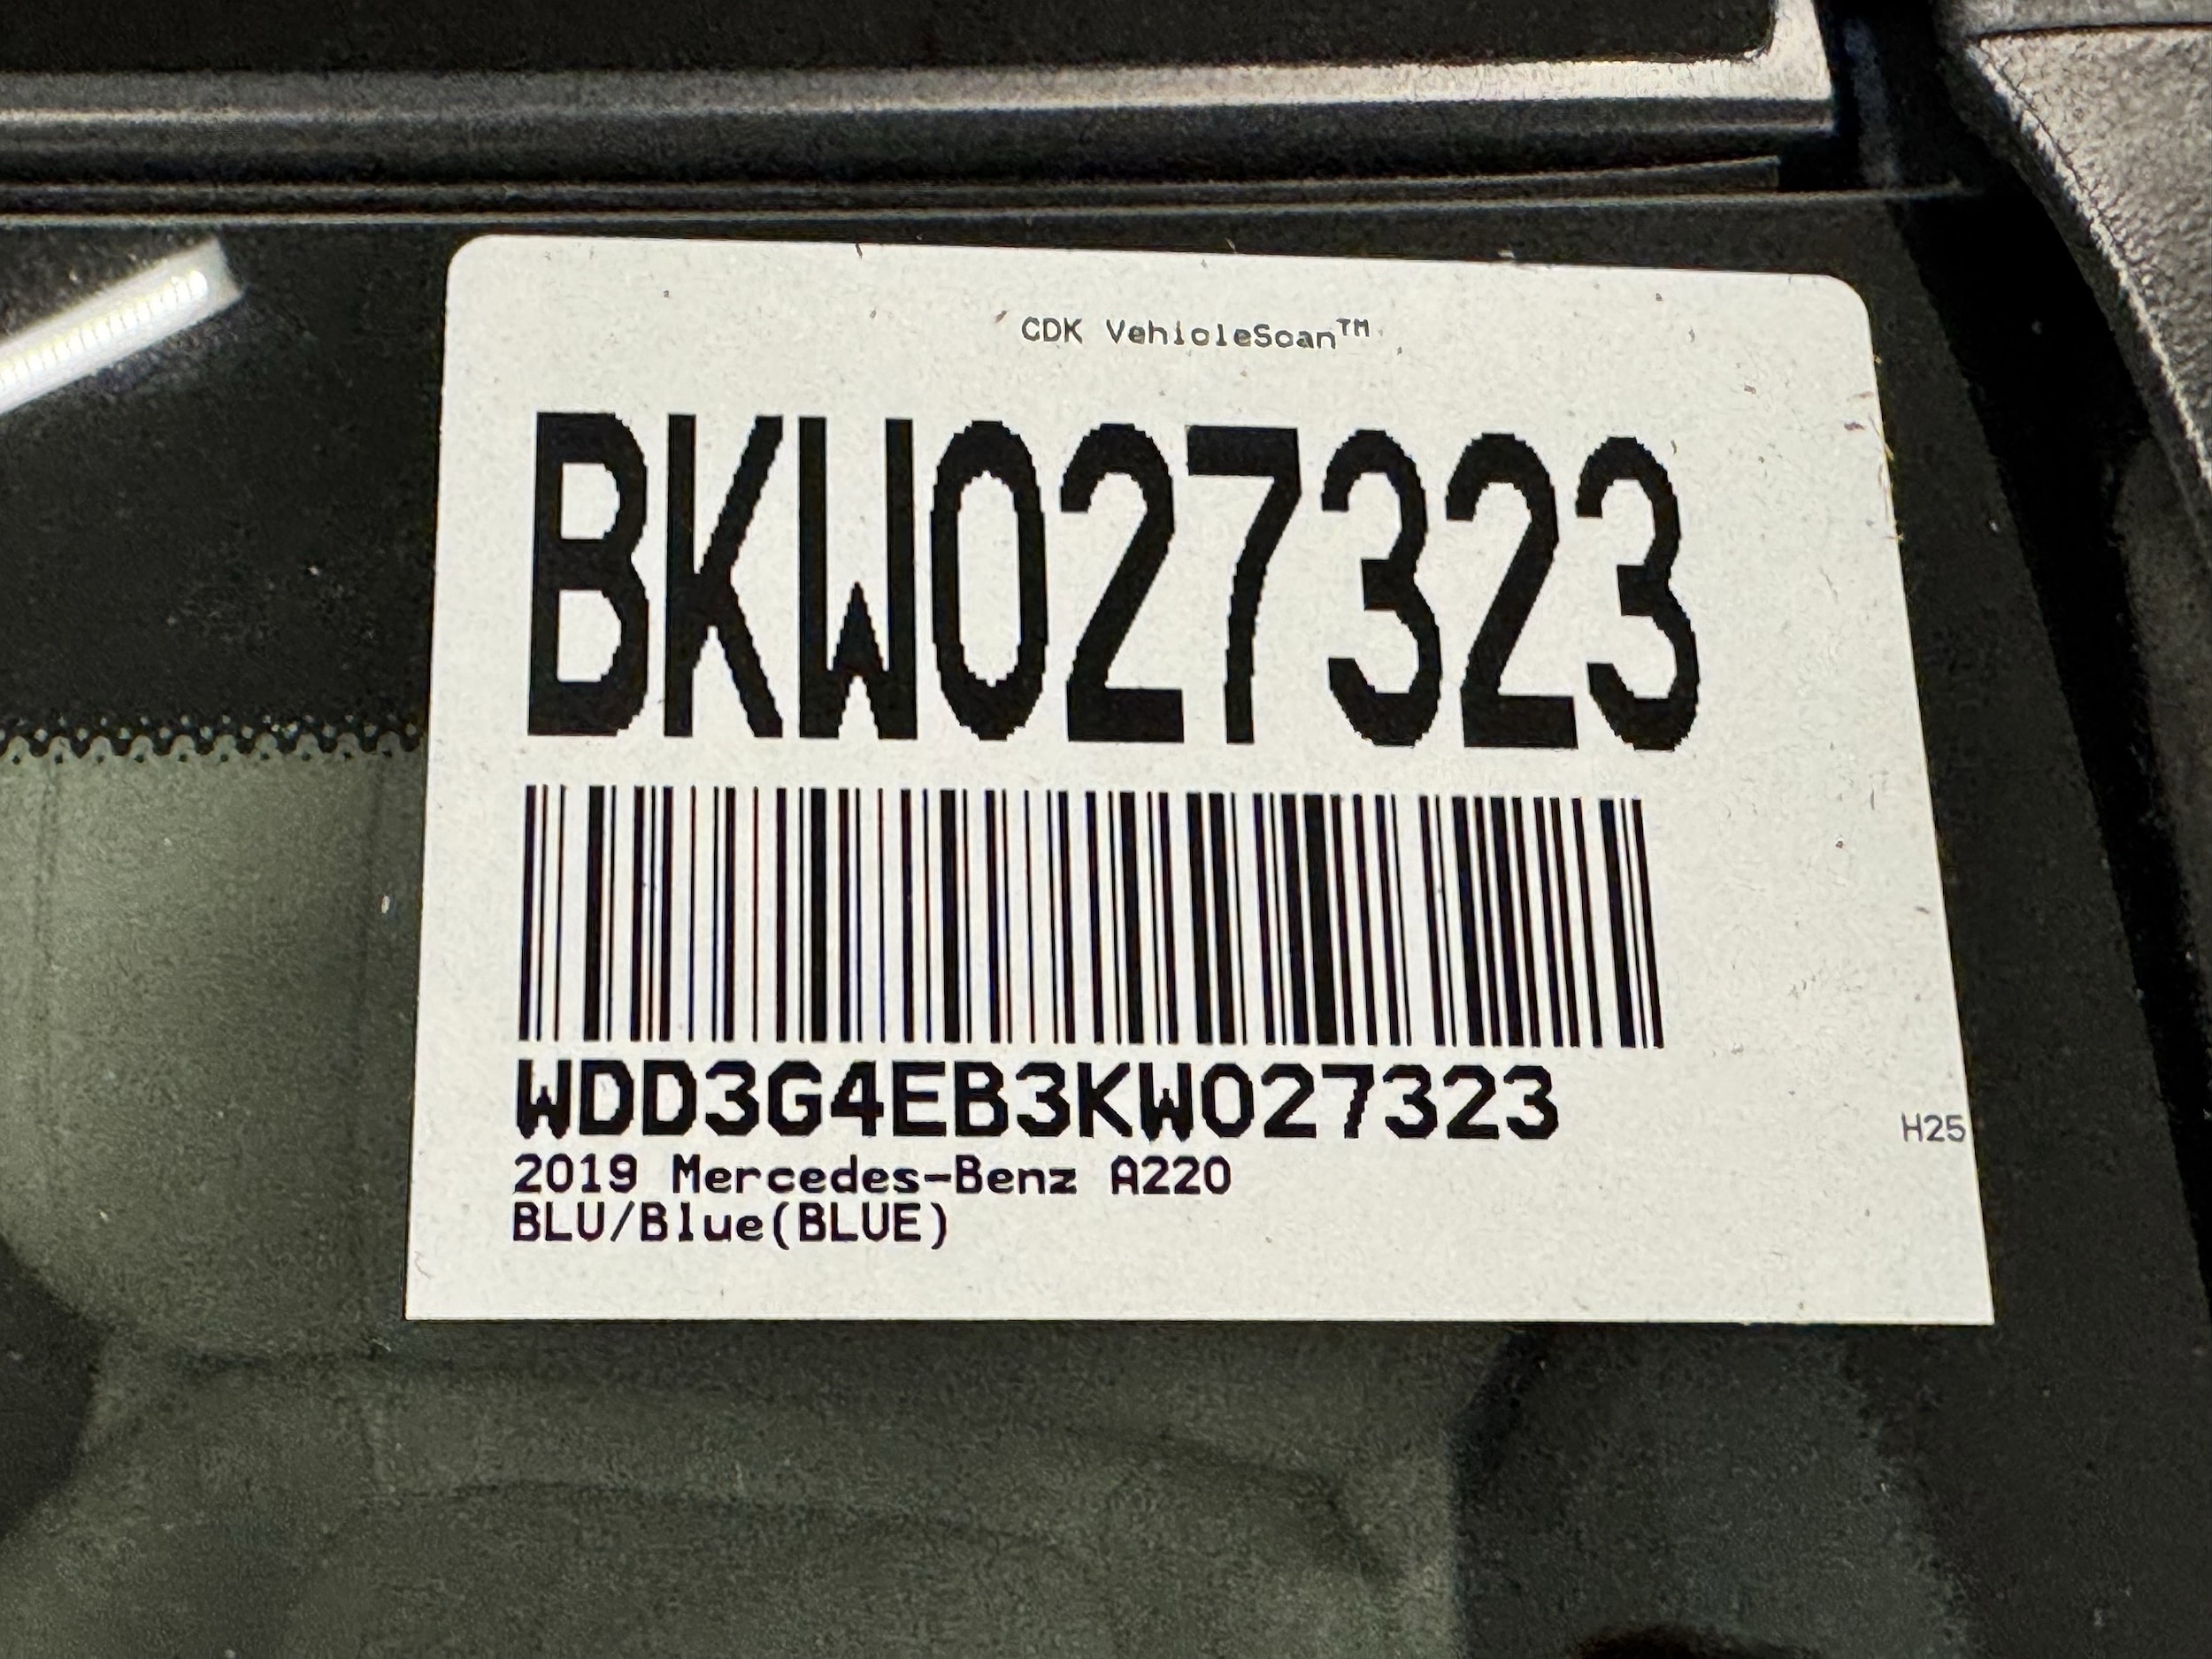 CDK VehicleScan™
BKW027323
WDD3G4EB3KW027323
H25
2019 Mercedes-Benz A220
BLU/Blue(BLUE)